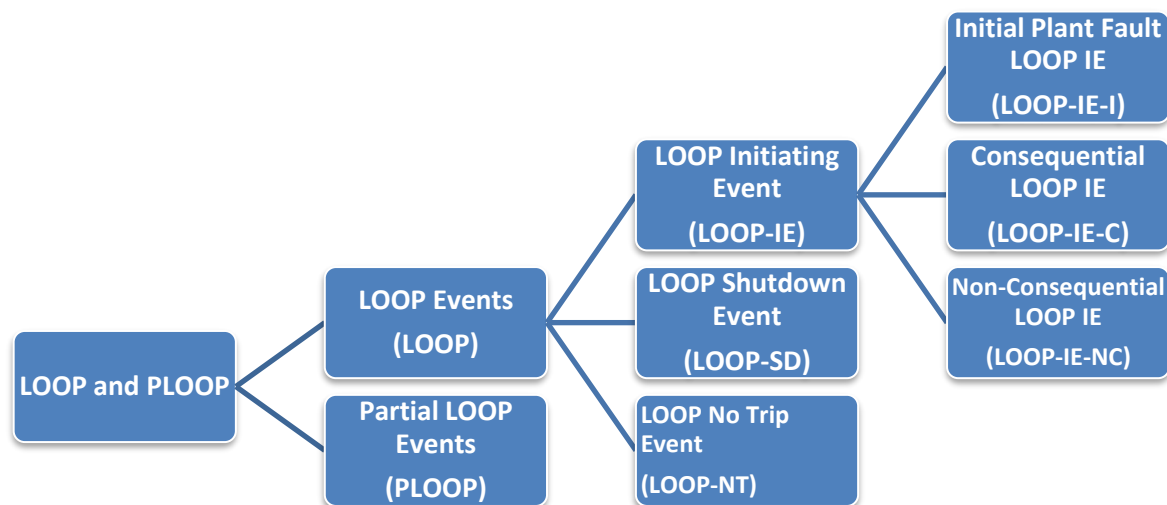 LOOP and PLOOP
LOOP Events
(LOOP)
Partial LOOP
Events
(PLOOP)
LOOP Initiating
Event
(LOOP-IE)
LOOP Shutdown
Event
(LOOP-SD)
LOOP No Trip
Event
(LOOP-NT)
Initial Plant Fault
LOOP IE
(LOOP-IE-I)
Consequential
LOOP IE
(LOOP-IE-C)
Non-Consequential
LOOP IE
(LOOP-IE-NC)